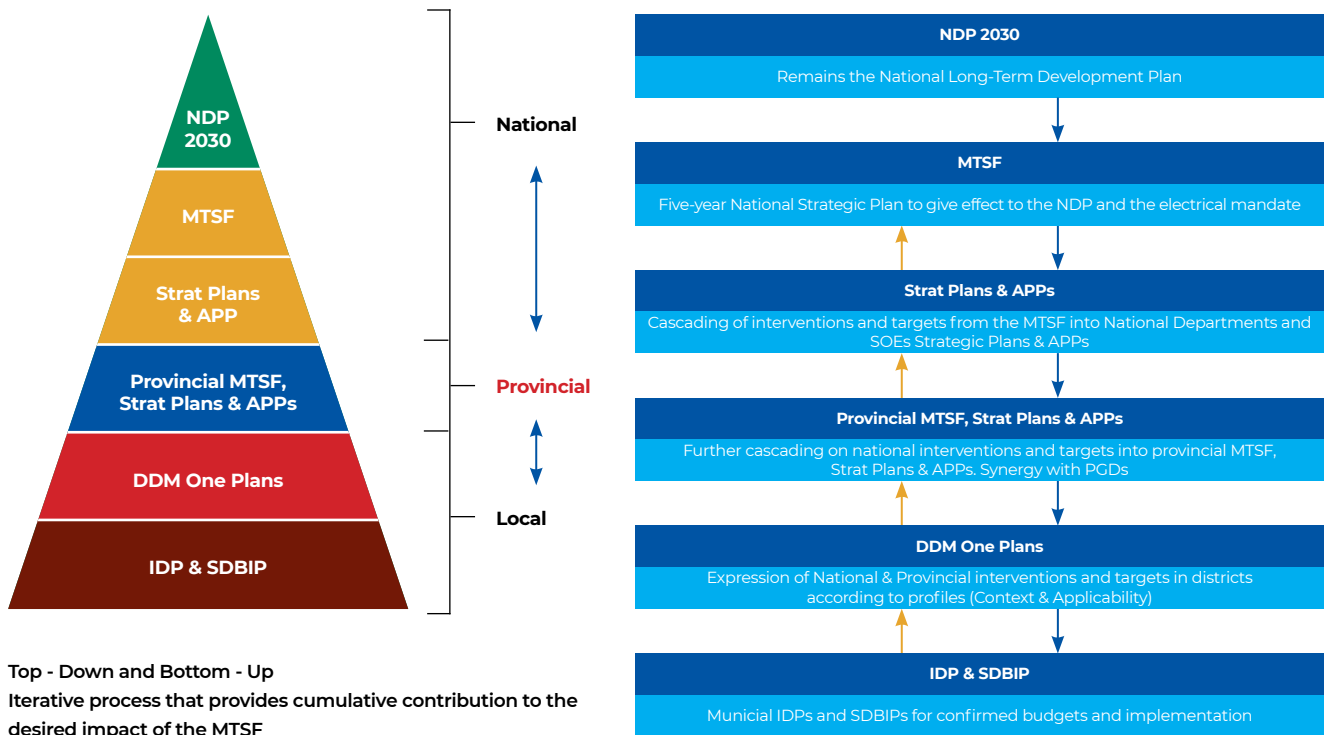 NDP
2030
MTSF
Strat Plans
& APP
Provincial MTSF,
Strat Plans & APPs
DDM One Plans
IDP & SDBIP
National
Provincial
Local
Top - Down and Bottom - Up
Iterative process that provides cumulative contribution to the
desired impact of the MTSF
NDP 2030
Remains the National Long-Term Development Plan
MTSF
Five-year National Strategic Plan to give effect to the NDP and the electrical mandate
Strat Plans & APPs
Cascading of interventions and targets from the MTSF into National Departments and
SOEs Strategic Plans & APPs
Provincial MTSF, Strat Plans & APPs
Further cascading on national interventions and targets into provincial MTSF,
Strat Plans & APPs. Synergy with PGDs
DDM One Plans
Expression of National & Provincial interventions and targets in districts
according to profiles (Context & Applicability)
IDP & SDBIP
Municial IDPs and SDBIPs for confirmed budgets and implementation